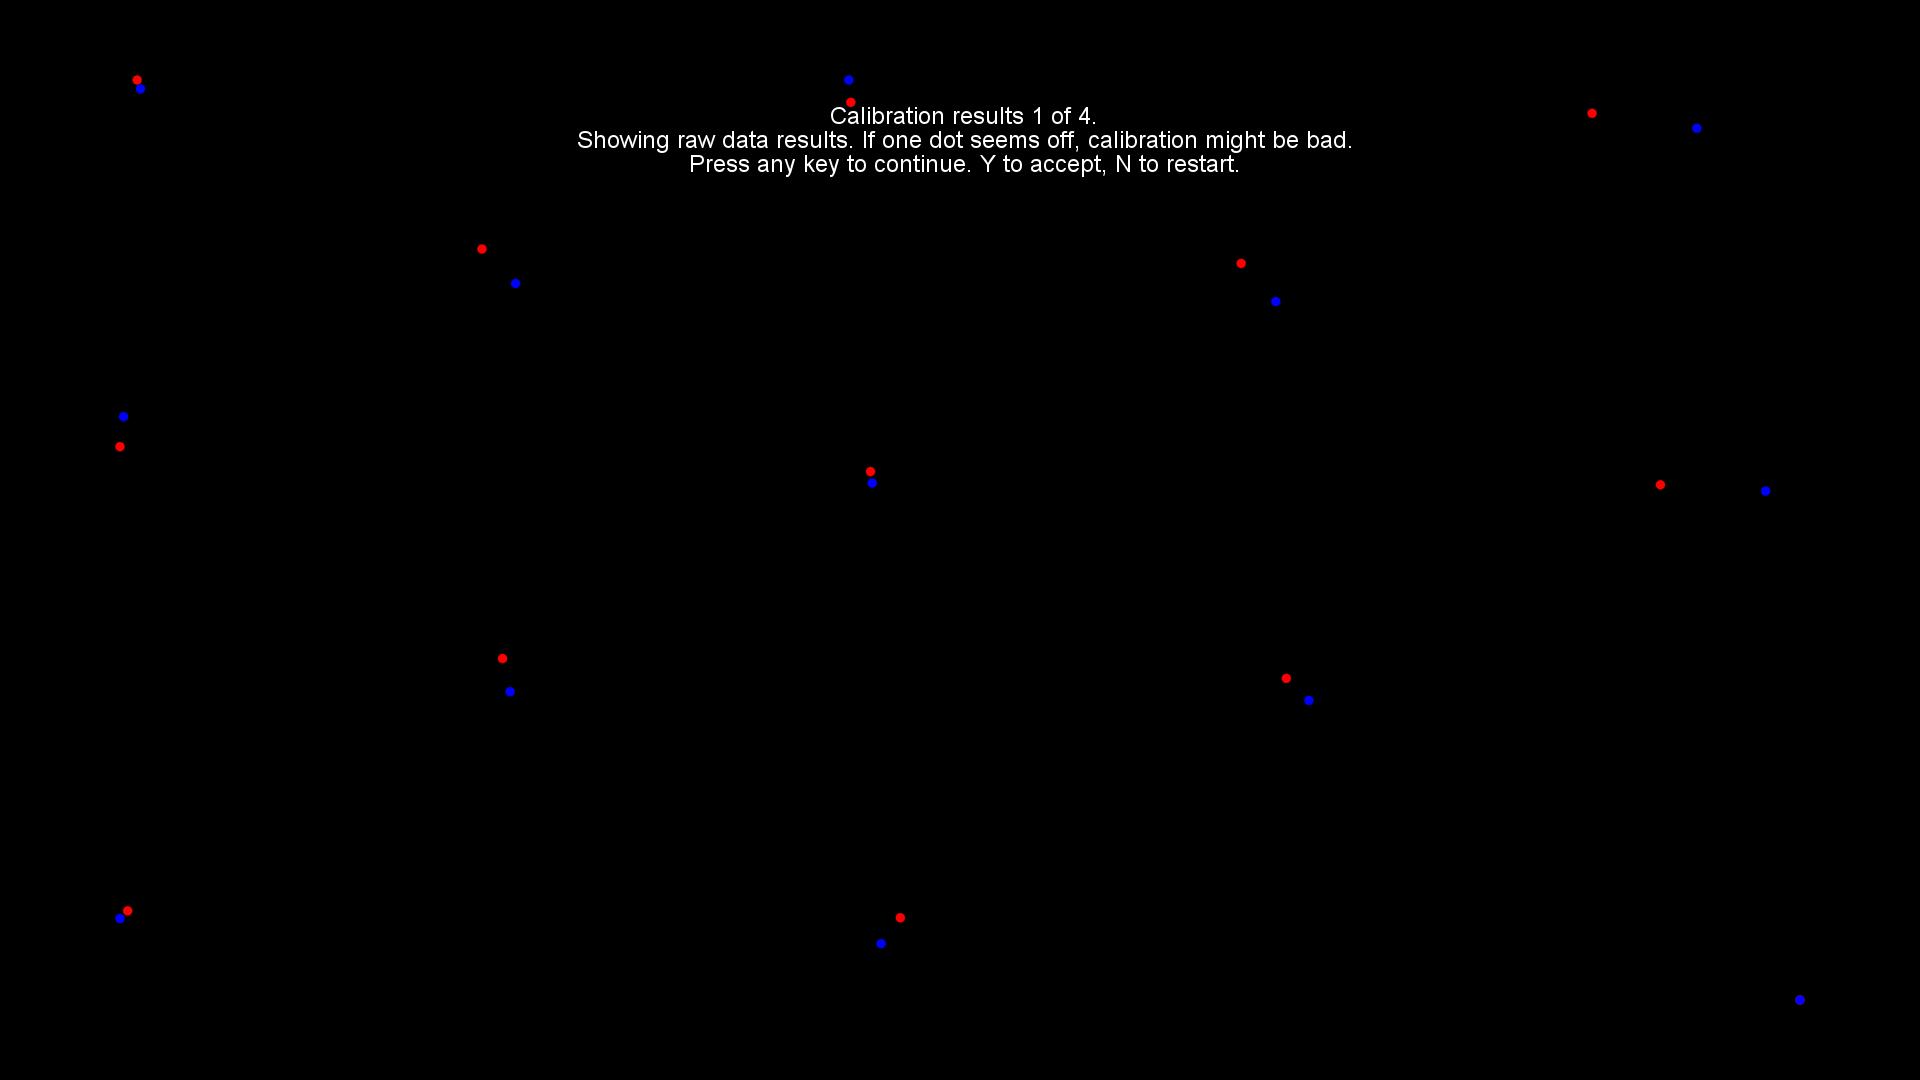 Calibration results 1 of 4.
Showing raw data results. If one dot seems off, calibration might be bad.
Press any key to continue. Y to accept, N to restart.